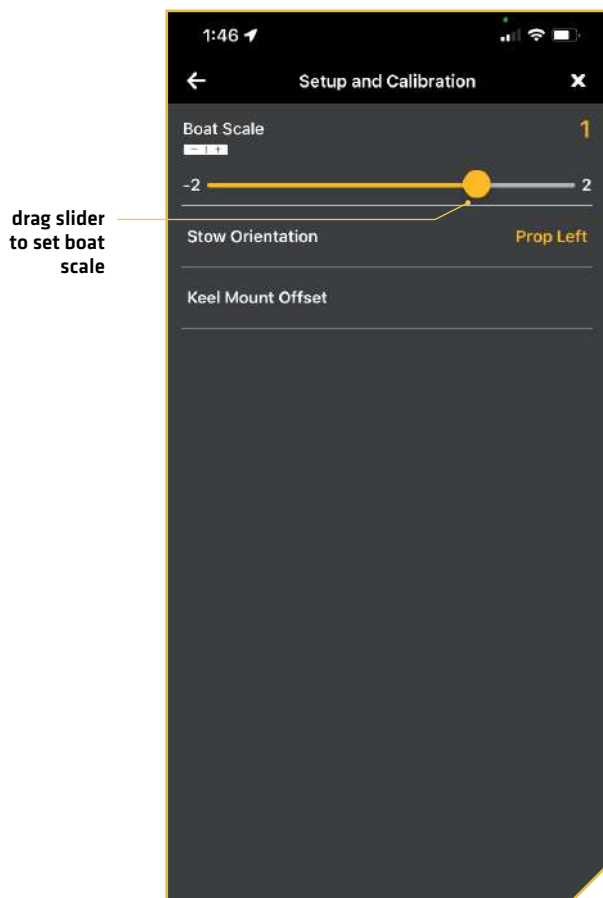 1:46
Setup and Calibration
X
Boat Scale
1
- | +
-2
2
drag slider
to set boat
scale
Stow Orientation
Prop Left
Keel Mount Offset